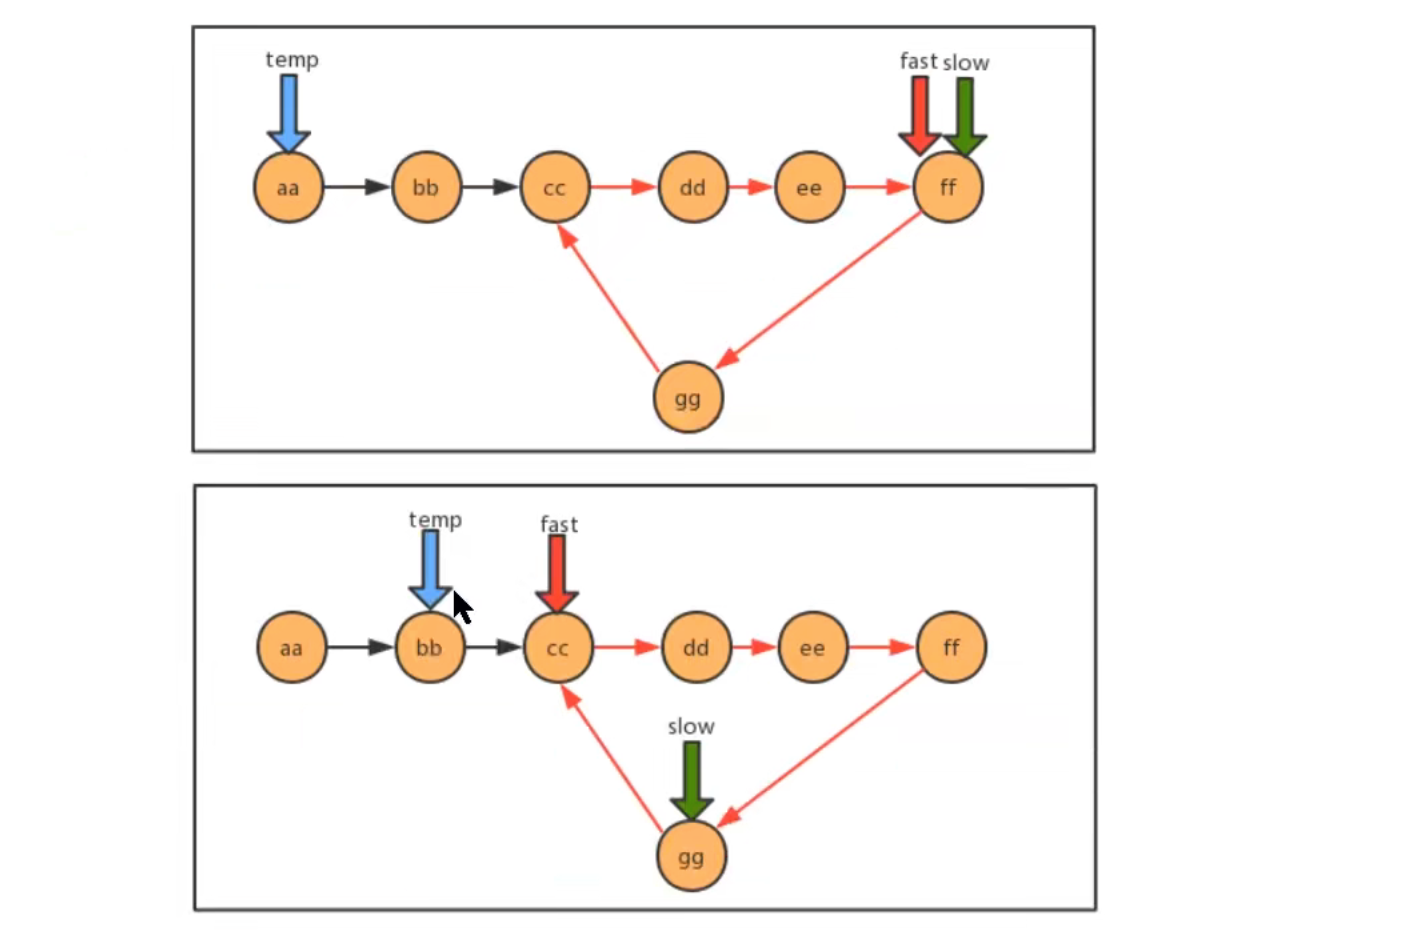 temp
fast slow
aa bb cc dd ee ff
gg
temp fast
aa bb cc dd ee ff
slow
gg